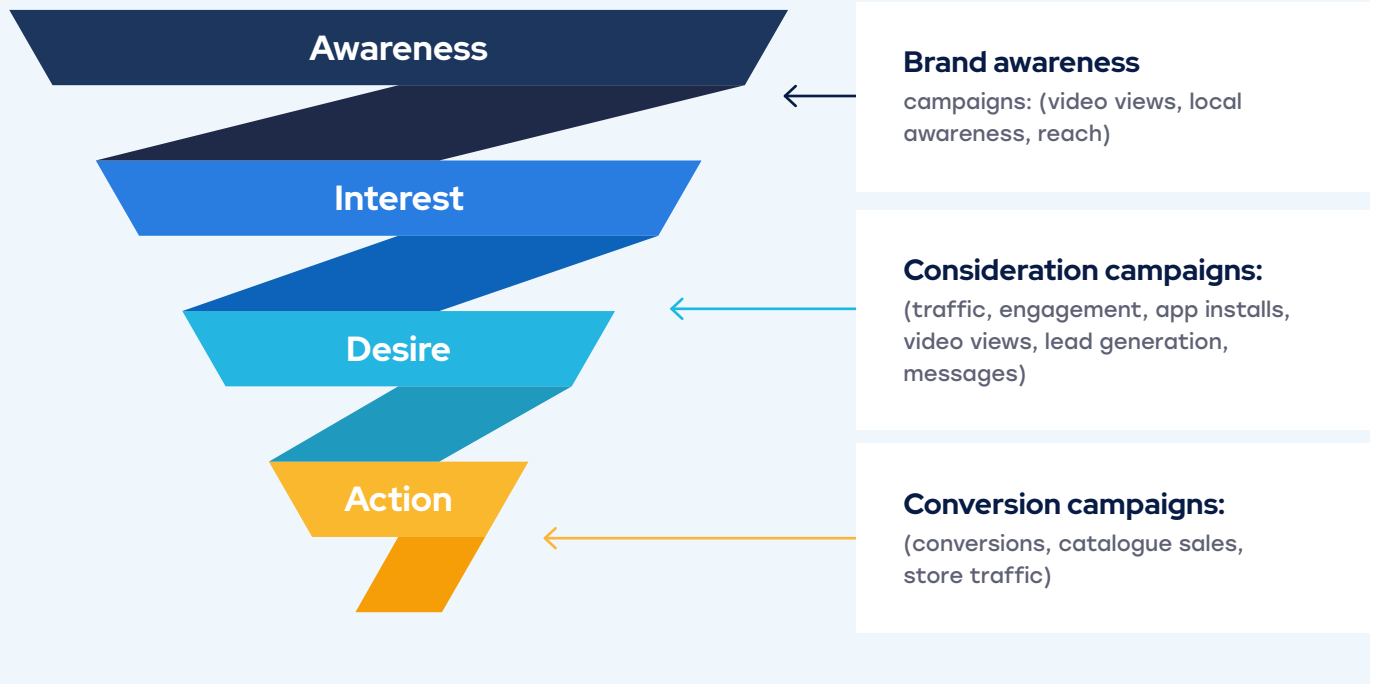 Awareness
Interest
Desire
Action
Brand awareness
campaigns: (video views, local
awareness, reach)
Consideration campaigns:
(traffic, engagement, app installs,
video views, lead generation,
messages)
Conversion campaigns:
(conversions, catalogue sales,
store traffic)